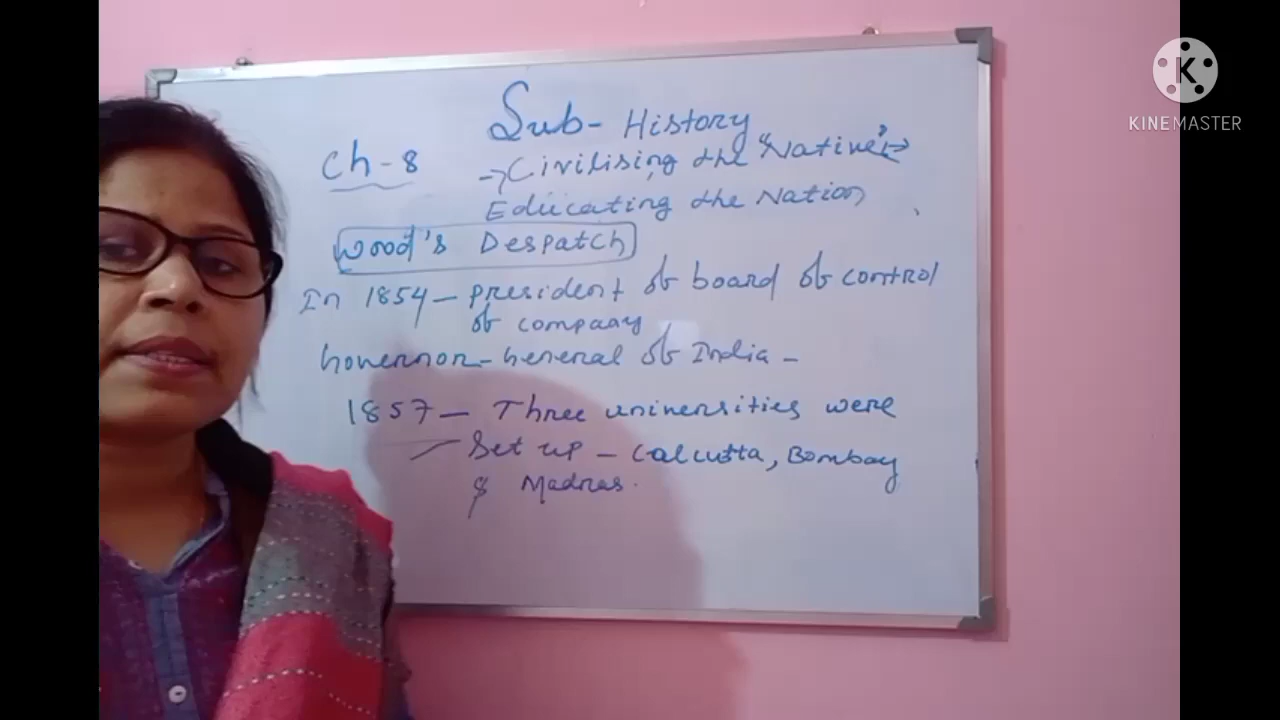 Sub- History
Ch-8
→ Civilising the "Native",→
Educating the Nation
Wood's Despatch
In 1854- president of board of control
of company
Governor-General of India -
1857- Three universities were
Set up - Calcutta, Bombay
& Madras.
K
KINEMASTER